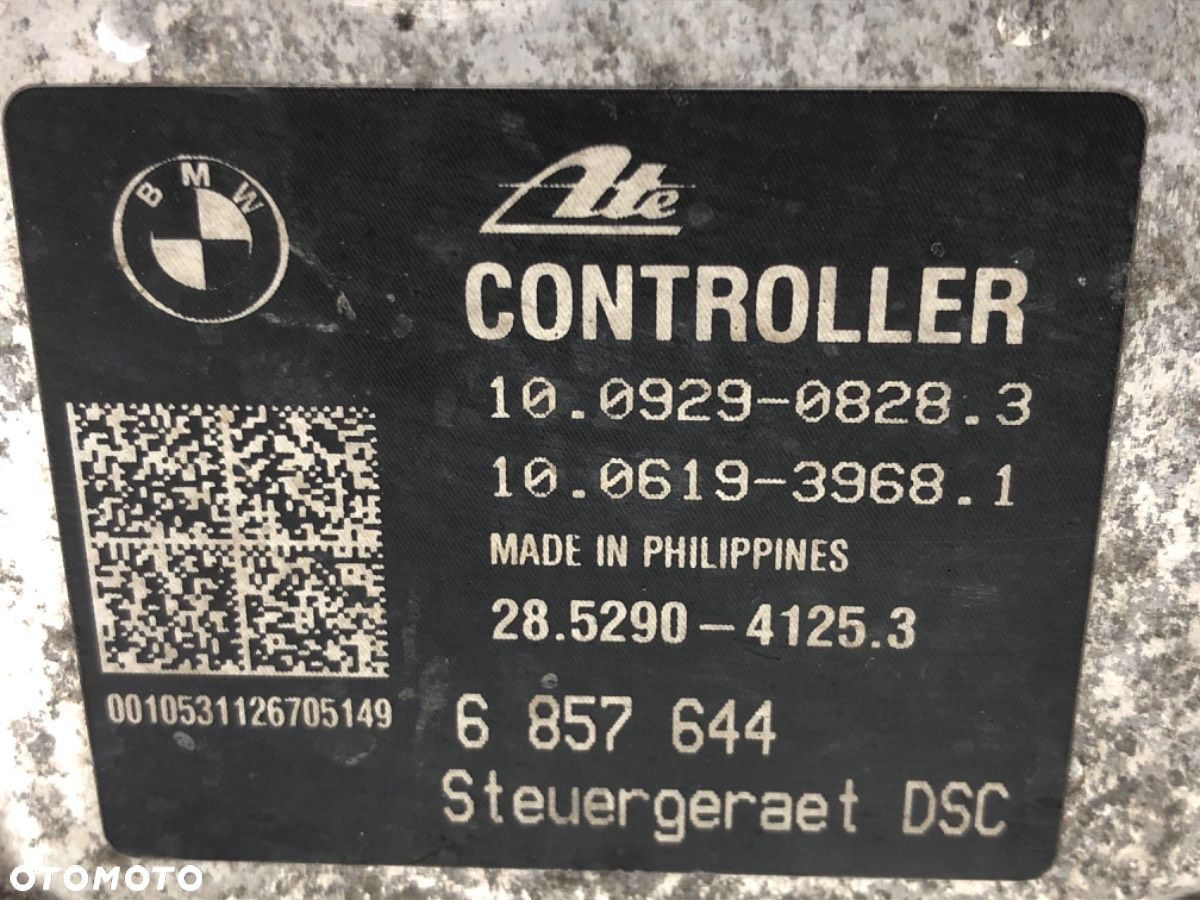 BMW
Ate
CONTROLLER
10.0929-0828.3
10.0619-3968.1
MADE IN PHILIPPINES
28.5290-4125.3
0010531126705149
6 857 644
Steuergeraet DSC
OTOMOTO